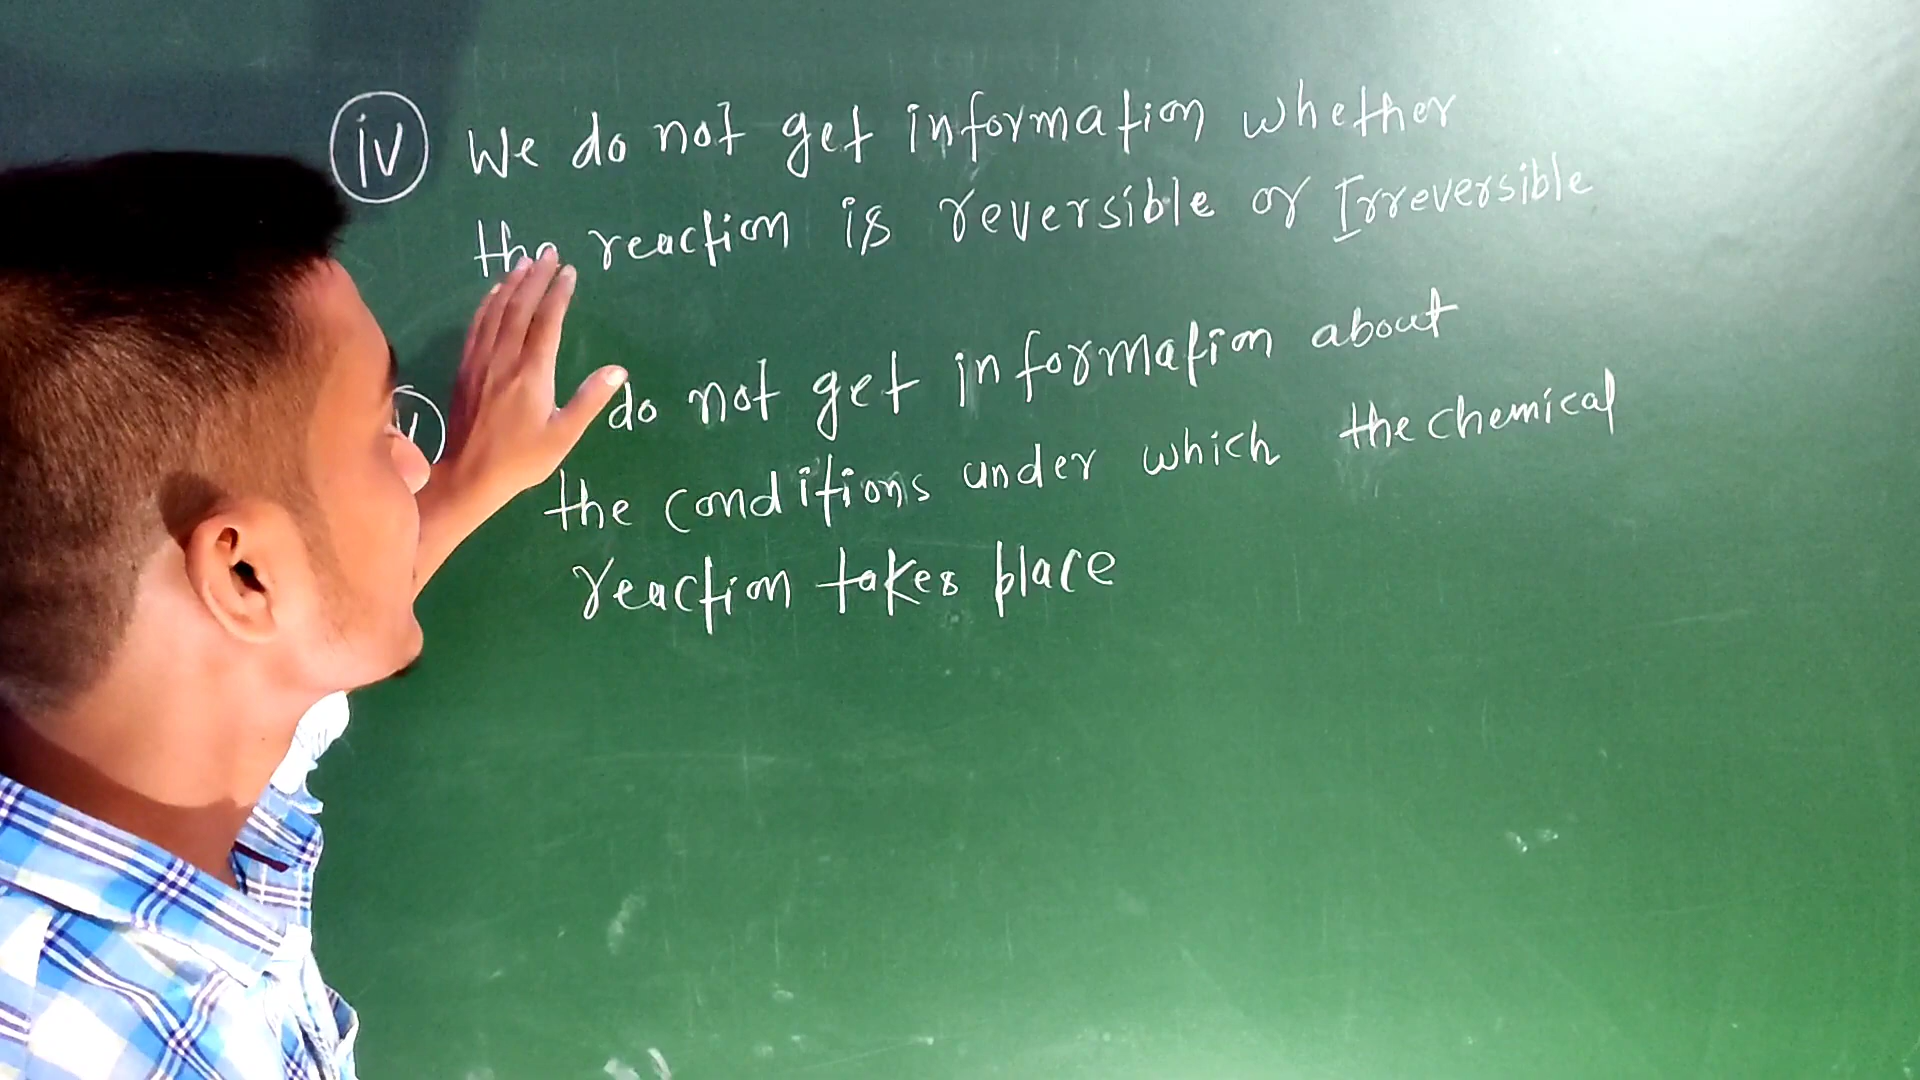 iv We do not get information whether
the reaction is reversible or Irreversible
do not get information about
the conditions under which the chemical
reaction takes place